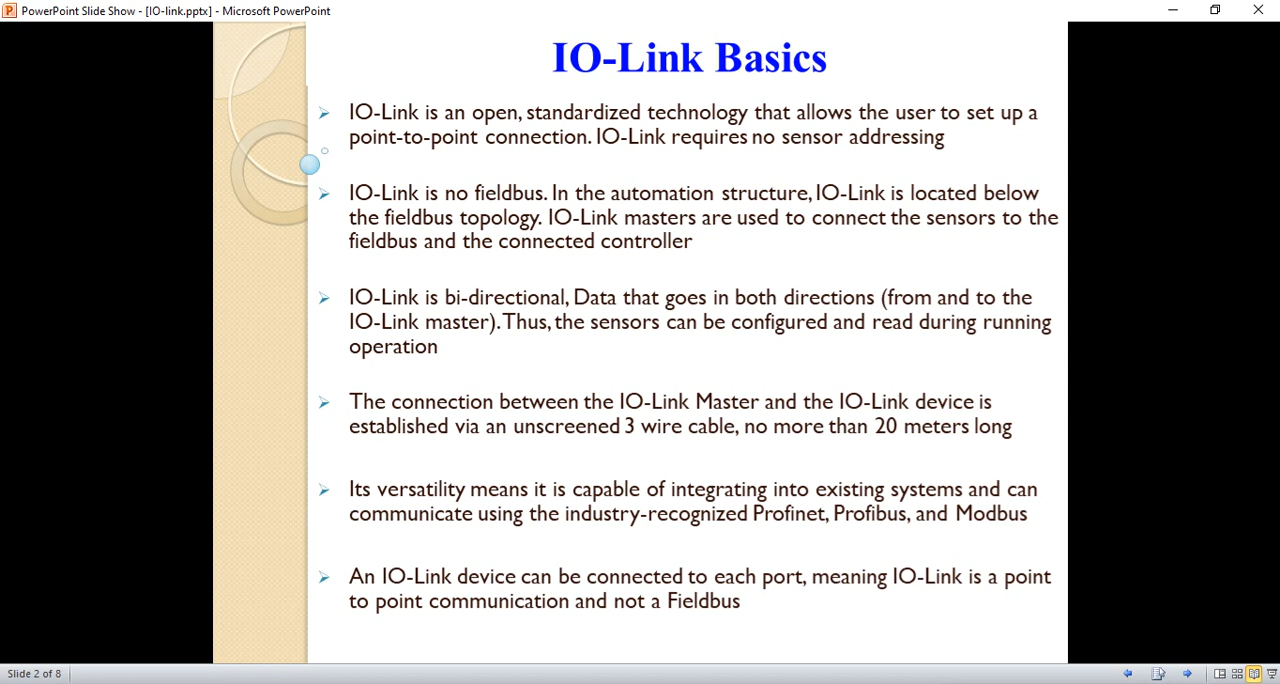 PowerPoint Slide Show - [IO-link.pptx] - Microsoft PowerPoint
IO-Link Basics
IO-Link is an open, standardized technology that allows the user to set up a
point-to-point connection. IO-Link requires no sensor addressing
IO-Link is no fieldbus. In the automation structure, IO-Link is located below
the fieldbus topology. IO-Link masters are used to connect the sensors to the
fieldbus and the connected controller
IO-Link is bi-directional, Data that goes in both directions (from and to the
IO-Link master). Thus, the sensors can be configured and read during running
operation
The connection between the IO-Link Master and the IO-Link device is
established via an unscreened 3 wire cable, no more than 20 meters long
Its versatility means it is capable of integrating into existing systems and can
communicate using the industry-recognized Profinet, Profibus, and Modbus
An IO-Link device can be connected to each port, meaning IO-Link is a point
to point communication and not a Fieldbus
Slide 2 of 8